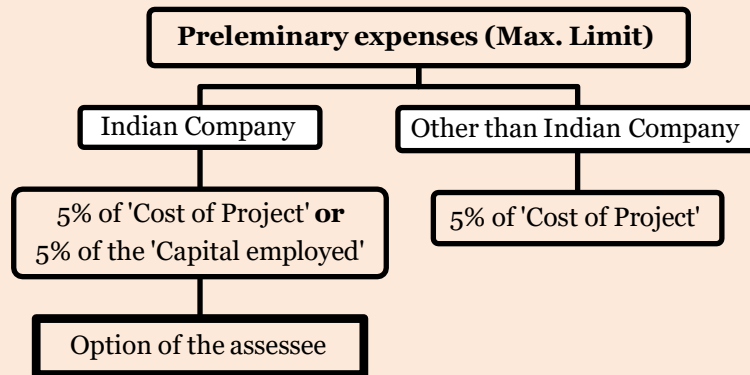 Preleminary expenses (Max. Limit)
Indian Company
Other than Indian Company
5% of 'Cost of Project' or
5% of the 'Capital employed'
5% of 'Cost of Project'
Option of the assessee